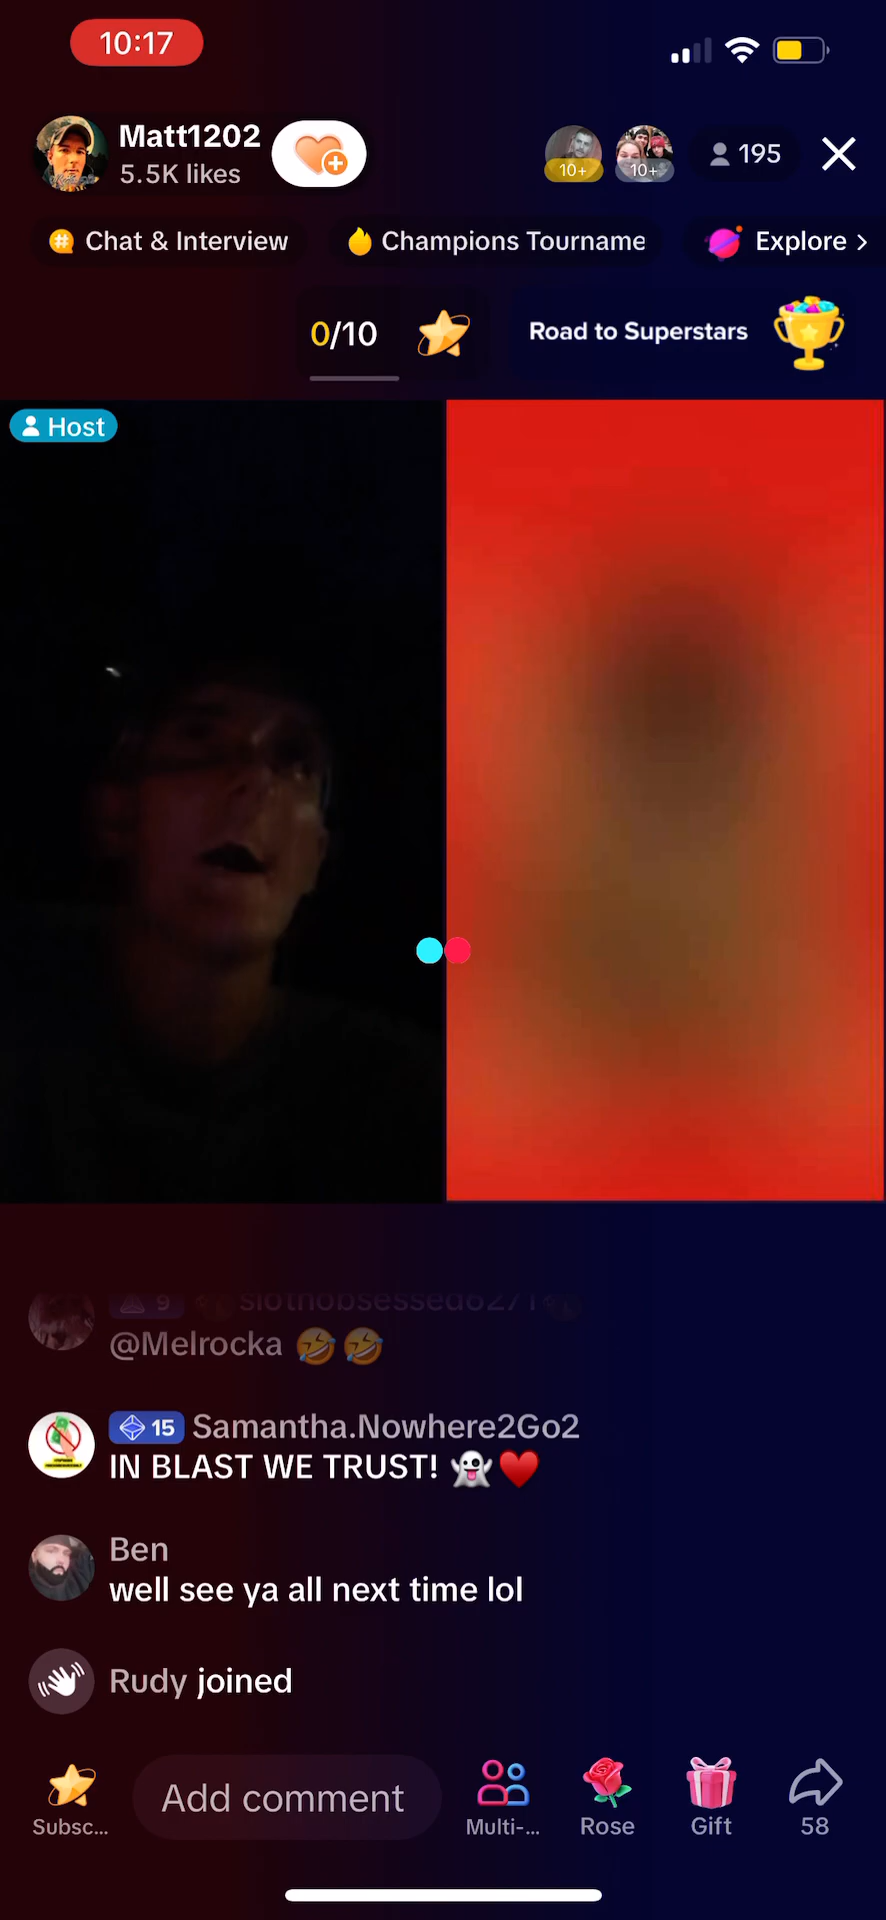 10:17
Matt1202
5.5K likes
10+
10+
195
Chat & Interview
Champions Tourname
Explore >
0/10
Road to Superstars
Host
9 slothobsessed6271
@Melrocka 🤣🤣
15 Samantha.Nowhere2Go2
IN BLAST WE TRUST! 👻❤️
Ben
well see ya all next time lol
Rudy joined
Subsc...
Add comment
Multi-...
Rose
Gift
58